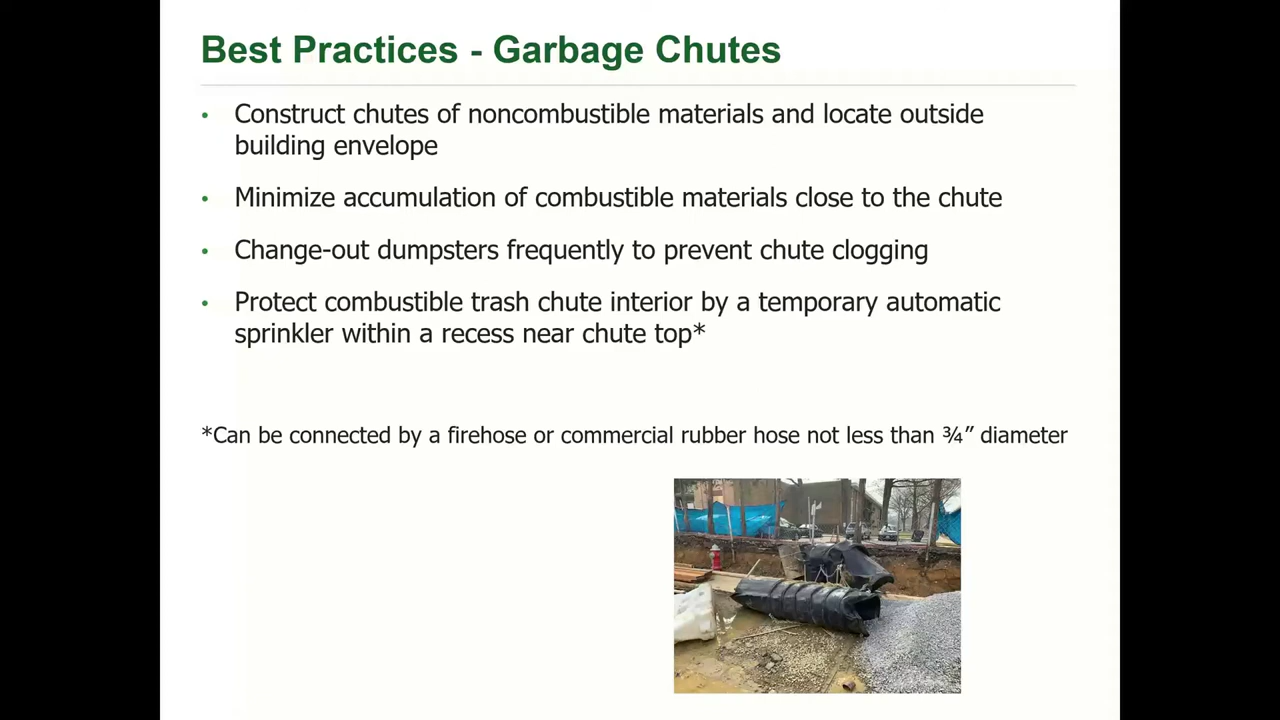 Best Practices - Garbage Chutes
• Construct chutes of noncombustible materials and locate outside
building envelope
• Minimize accumulation of combustible materials close to the chute
• Change-out dumpsters frequently to prevent chute clogging
• Protect combustible trash chute interior by a temporary automatic
sprinkler within a recess near chute top*
*Can be connected by a firehose or commercial rubber hose not less than ¾” diameter